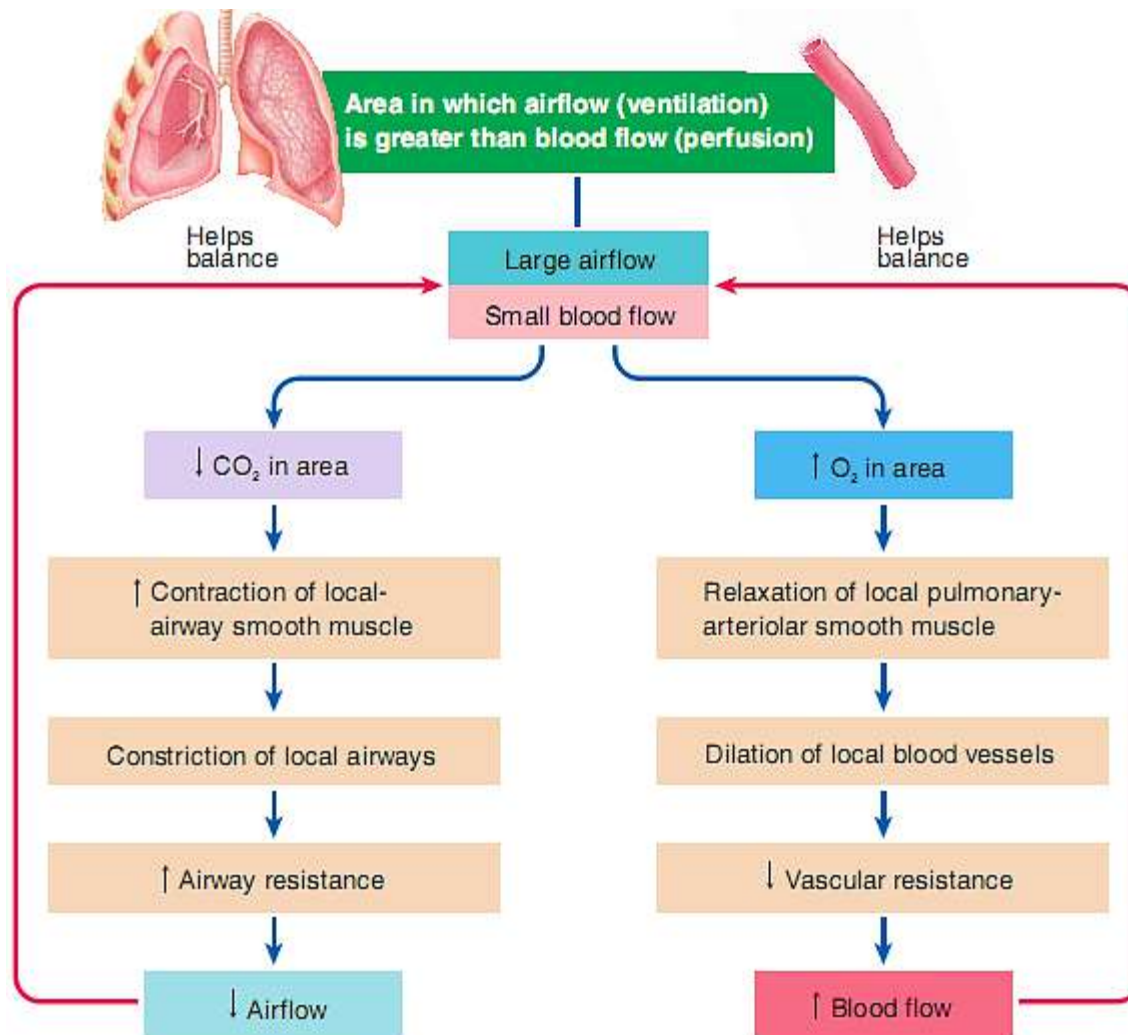 Area in which airflow (ventilation)
is greater than blood flow (perfusion)
Helps
balance
Helps
balance
Large airflow
Small blood flow
↓ CO₂ in area
↑ O₂ in area
↑ Contraction of local-
airway smooth muscle
Relaxation of local pulmonary-
arteriolar smooth muscle
Constriction of local airways
Dilation of local blood vessels
↑ Airway resistance
↓ Vascular resistance
↓ Airflow
↑ Blood flow